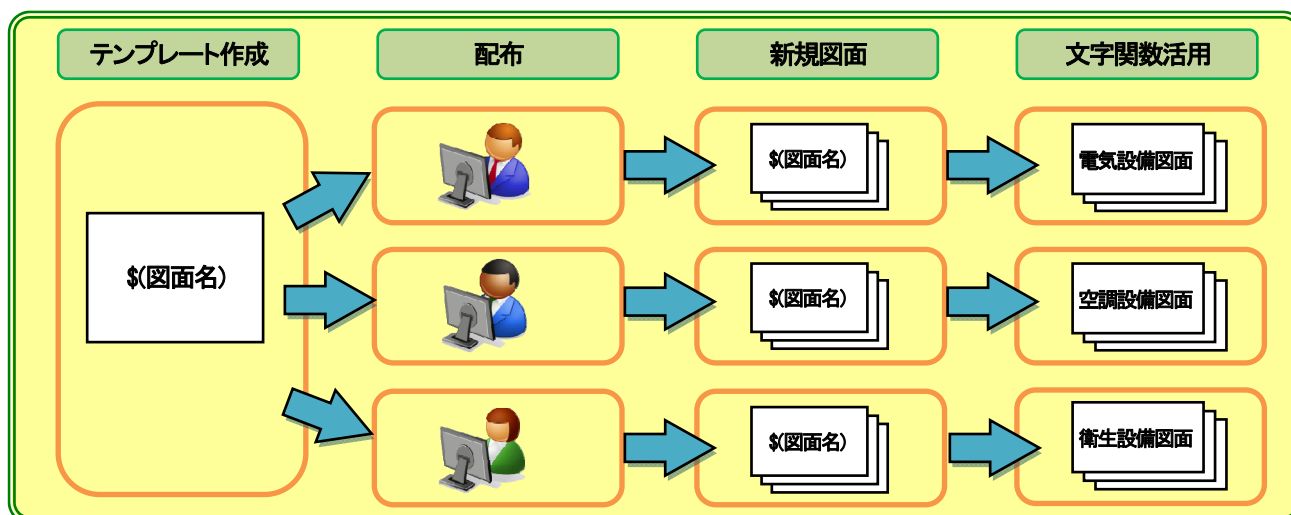 テンプレート作成
配布
新規図面
文字関数活用
$(図面名)
$(図面名)
電気設備図面
$(図面名)
空調設備図面
$(図面名)
衛生設備図面